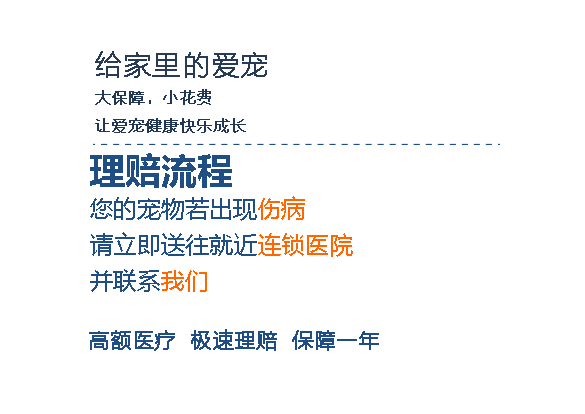 给家里的爱宠
大保障，小花费
让爱宠健康快乐成长
理赔流程
您的宠物若出现伤病
请立即送往就近连锁医院
并联系我们
高额医疗 极速理赔 保障一年